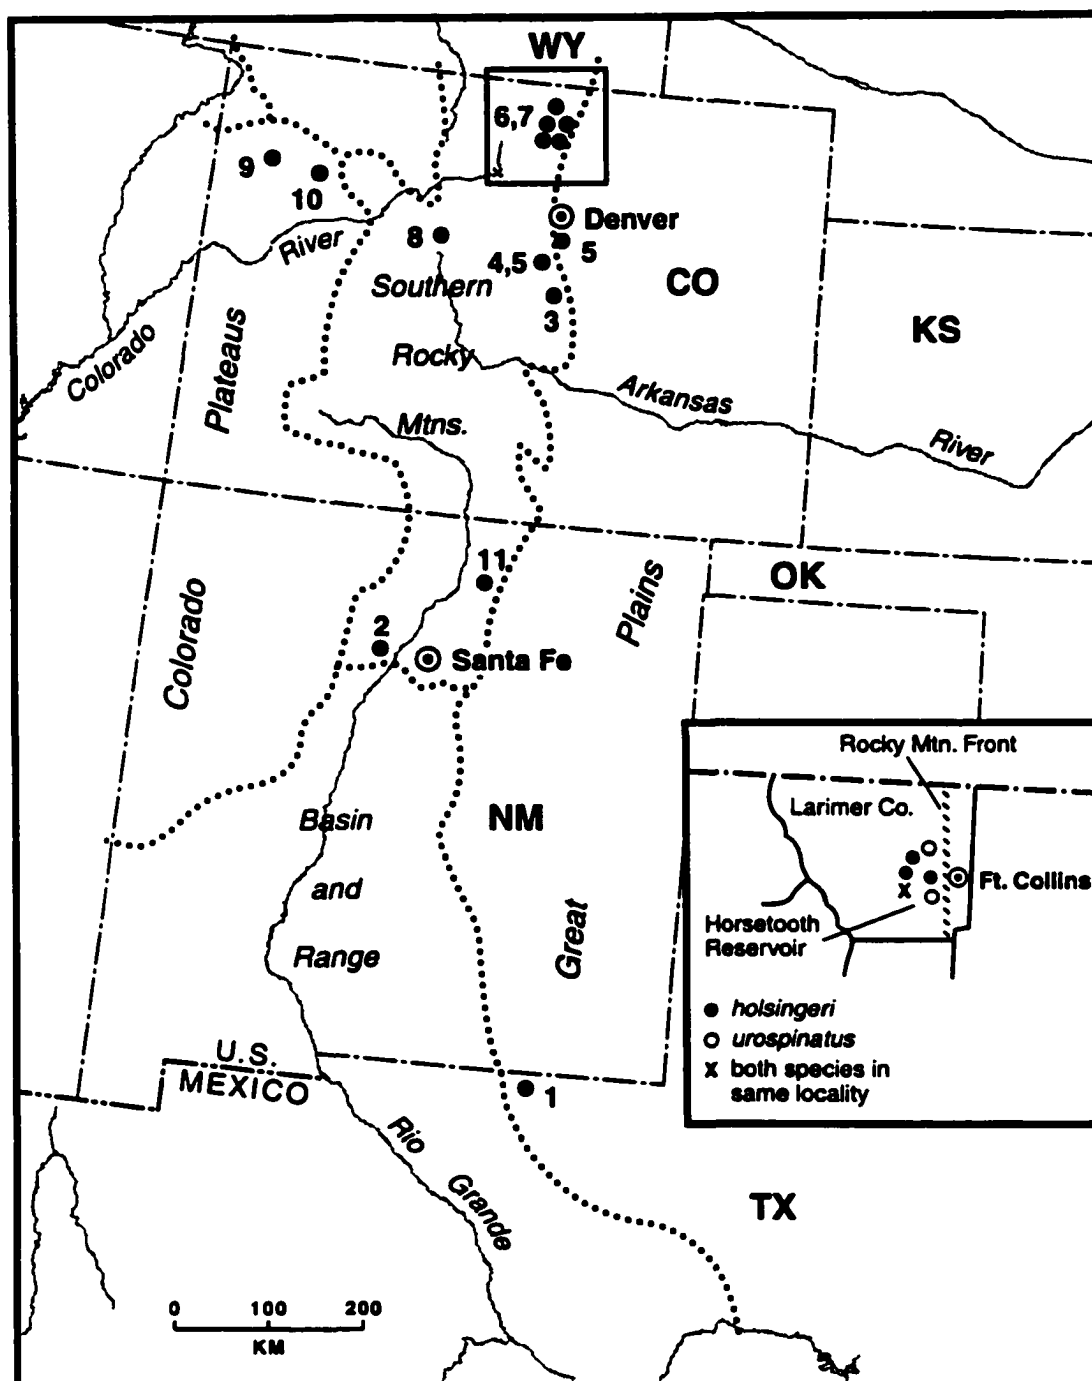 WY
6,7
9
10
Denver
River
8
5
4,5
Southern
CO
3
KS
Rocky
Colorado
Plateaus
Arkansas
Mtns.
River
11
OK
Plains
2
Santa Fe
Colorado
Rocky Mtn. Front
Larimer Co.
Basin
NM
Ft. Collins
and
Great
Horsetooth
Reservoir
Range
holsingeri
urospinatus
x both species in
same locality
U.S.
MEXICO
1
Rio
Grande
TX
0 100 200
KM